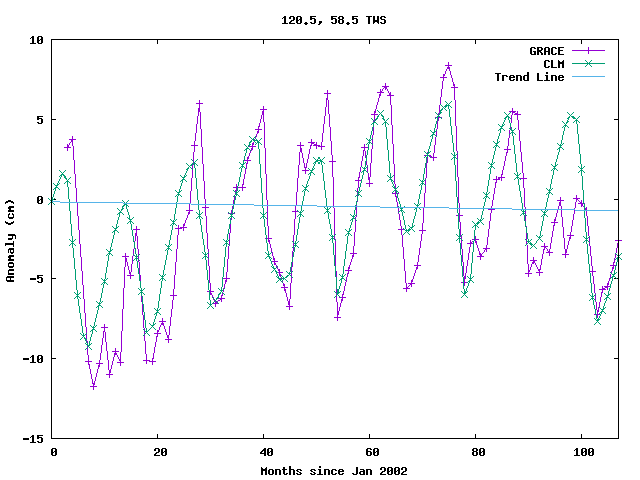 120.5, 58.5 TWS
GRACE
CLM
Trend Line
10
5
0
-5
-10
-15
Anomaly (cm)
0 20 40 60 80 100
Months since Jan 2002